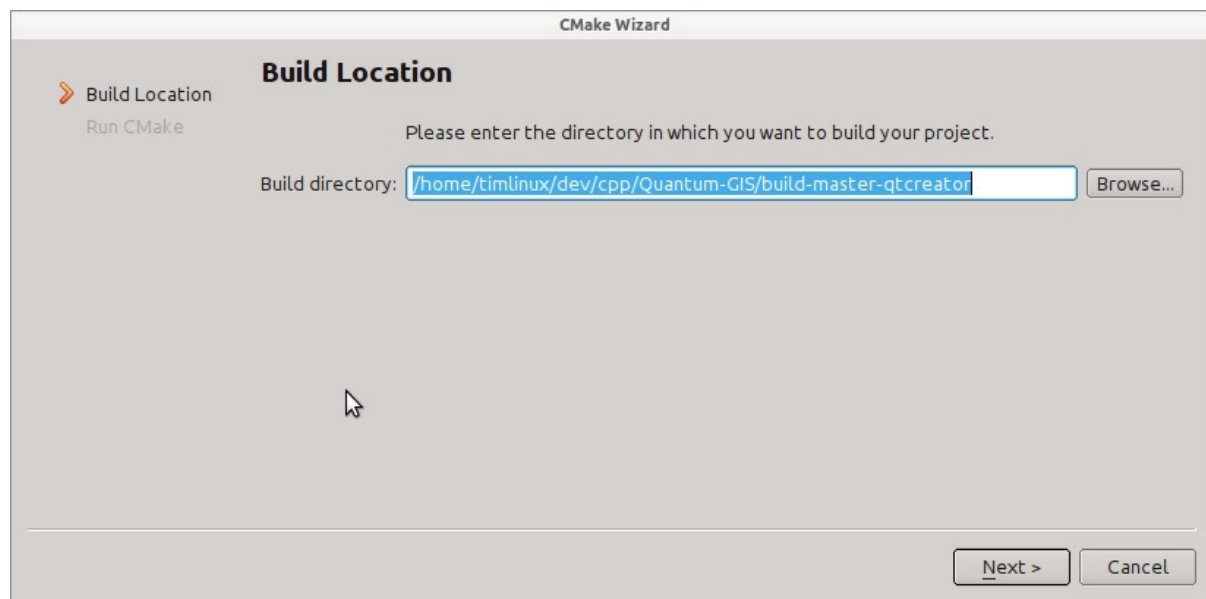 CMake Wizard
Build Location
Build Location
Run CMake
Please enter the directory in which you want to build your project.
Build directory: /home/timlinux/dev/cpp/Quantum-GIS/build-master-qtcreator Browse...
Next > Cancel